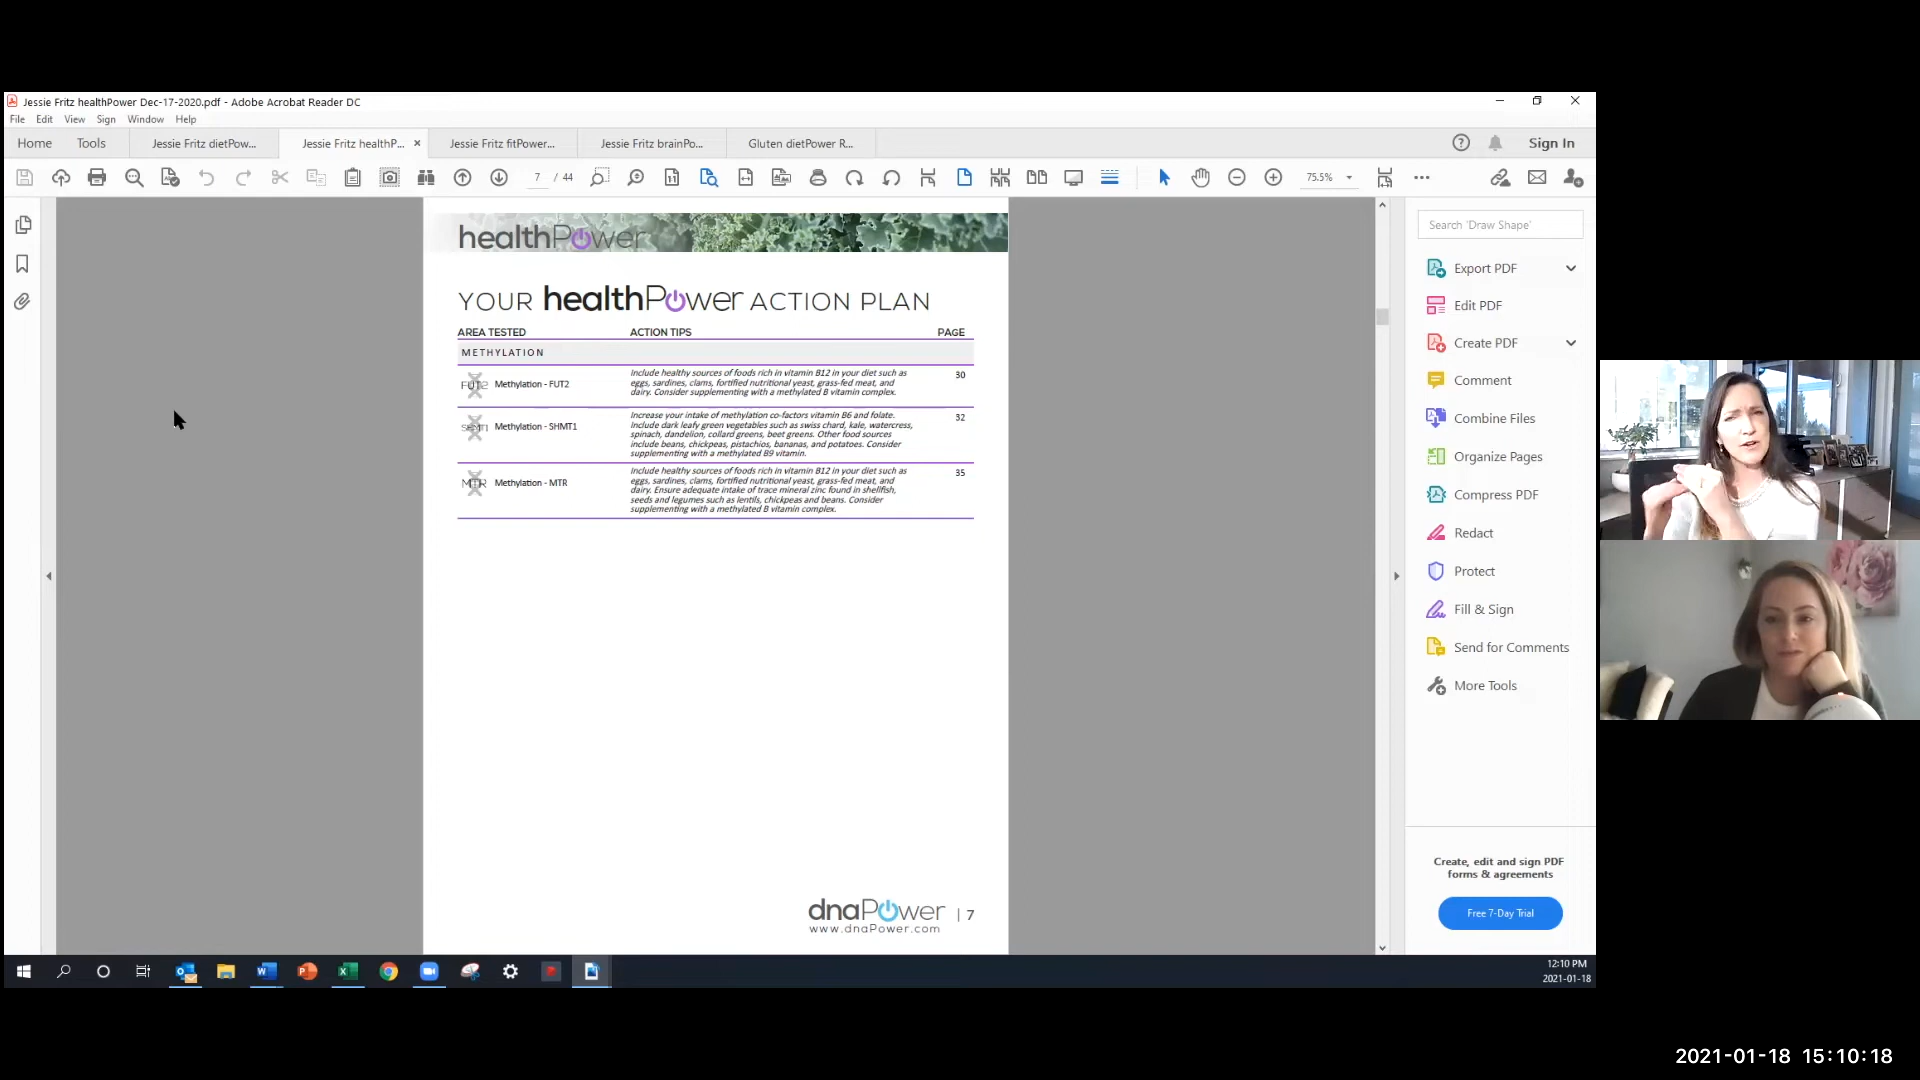 Jessie Fritz healthPower Dec-17-2020.pdf - Adobe Acrobat Reader DC
File Edit View Sign Window Help
Home Tools Jessie Fritz dietPow... Jessie Fritz healthP... × Jessie Fritz fitPower... Jessie Fritz brainPo... Gluten dietPower R... Sign In
7 / 44 75.5%
healthPower
YOUR healthPower ACTION PLAN
AREA TESTED ACTION TIPS PAGE
METHYLATION
FUT2 Methylation - FUT2 30
Include healthy sources of foods rich in vitamin B12 in your diet such as
eggs, sardines, clams, fortified nutritional yeast, grass-fed meat, and
dairy. Consider supplementing with a methylated B vitamin complex.
SHMT1 Methylation - SHMT1 32
Increase your intake of methylation co-factors vitamin B6 and folate.
Include dark leafy green vegetables such as swiss chard, kale, watercress,
spinach, dandelion, collard greens, beet greens. Other food sources
include beans, chickpeas, pistachios, bananas, and potatoes. Consider
supplementing with a methylated B9 vitamin.
MTR Methylation - MTR 35
Include healthy sources of foods rich in vitamin B12 in your diet such as
eggs, sardines, clams, fortified nutritional yeast, grass-fed meat, and
dairy. Ensure adequate intake of trace mineral zinc found in shellfish,
seeds and legumes such as lentils, chickpeas and beans. Consider
supplementing with a methylated B vitamin complex.
dnaPower | 7
www.dnaPower.com
Search 'Draw Shape'
Export PDF
Edit PDF
Create PDF
Comment
Combine Files
Organize Pages
Compress PDF
Redact
Protect
Fill & Sign
Send for Comments
More Tools
Create, edit and sign PDF
forms & agreements
Free 7-Day Trial
12:10 PM
2021-01-18
2021-01-18 15:10:18